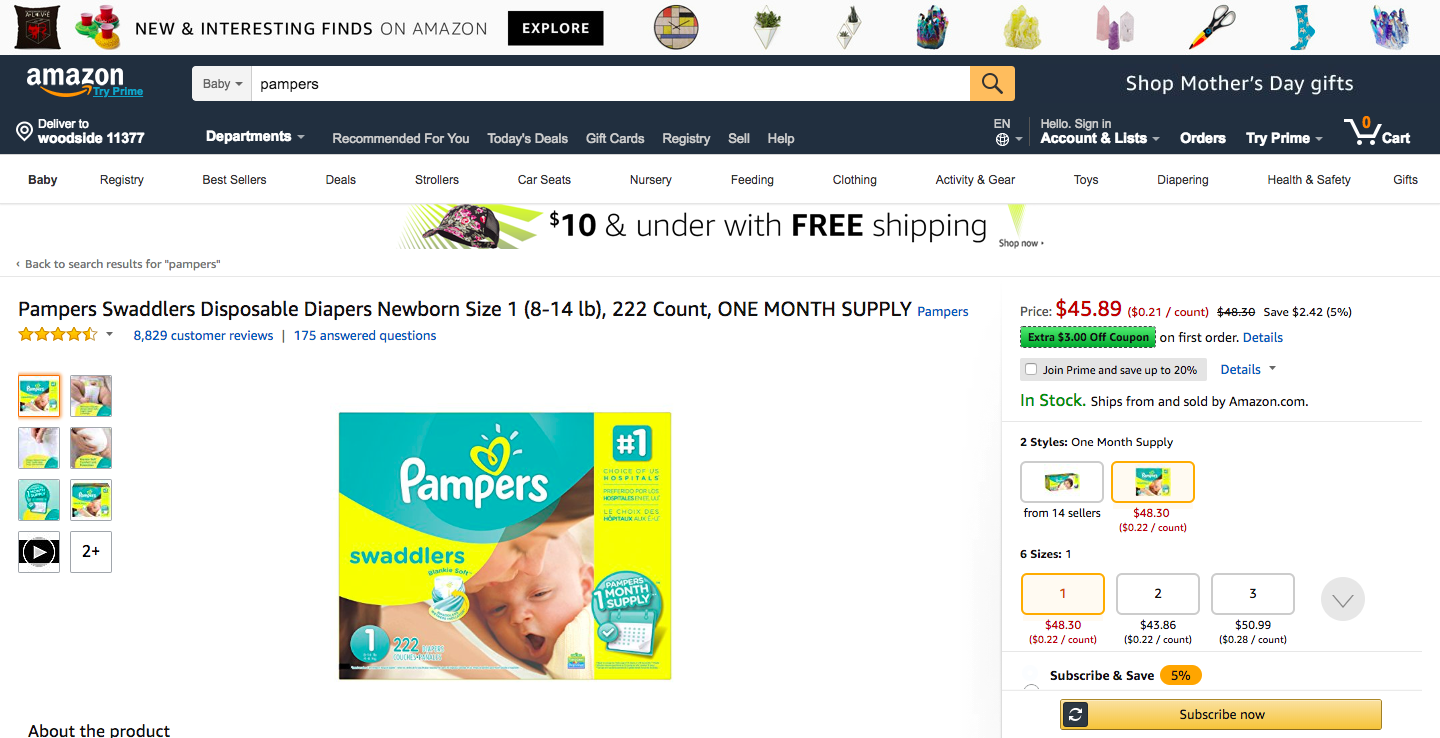 NEW & INTERESTING FINDS ON AMAZON
EXPLORE
amazon
Try Prime
Baby
pampers
Shop Mother's Day gifts
Deliver to
woodside 11377
Departments
Recommended For You
Today's Deals
Gift Cards
Registry
Sell
Help
EN
Hello. Sign in
Account & Lists
Orders
Try Prime
0
Cart
Baby
Registry
Best Sellers
Deals
Strollers
Car Seats
Nursery
Feeding
Clothing
Activity & Gear
Toys
Diapering
Health & Safety
Gifts
$10 & under with FREE shipping
Shop now ›
‹ Back to search results for "pampers"
Pampers Swaddlers Disposable Diapers Newborn Size 1 (8-14 lb), 222 Count, ONE MONTH SUPPLY Pampers
8,829 customer reviews | 175 answered questions
2+
Pampers
swaddlers
Blankie Soft
#1
CHOICE OF US
HOSPITALS
PREFERIDO POR LOS
HOSPITALES EN EE.UU.
LE CHOIX DES
HÔPITAUX AUX É.-U.
PAMPERS
1 MONTH
SUPPLY
1
222
About the product
Price: $45.89 ($0.21 / count) $48.30 Save $2.42 (5%)
Extra $3.00 Off Coupon on first order. Details
Join Prime and save up to 20% Details
In Stock. Ships from and sold by Amazon.com.
2 Styles: One Month Supply
from 14 sellers
$48.30
($0.22 / count)
6 Sizes: 1
1
2
3
$48.30
$43.86
$50.99
($0.22 / count)
($0.22 / count)
($0.28 / count)
Subscribe & Save 5%
Subscribe now